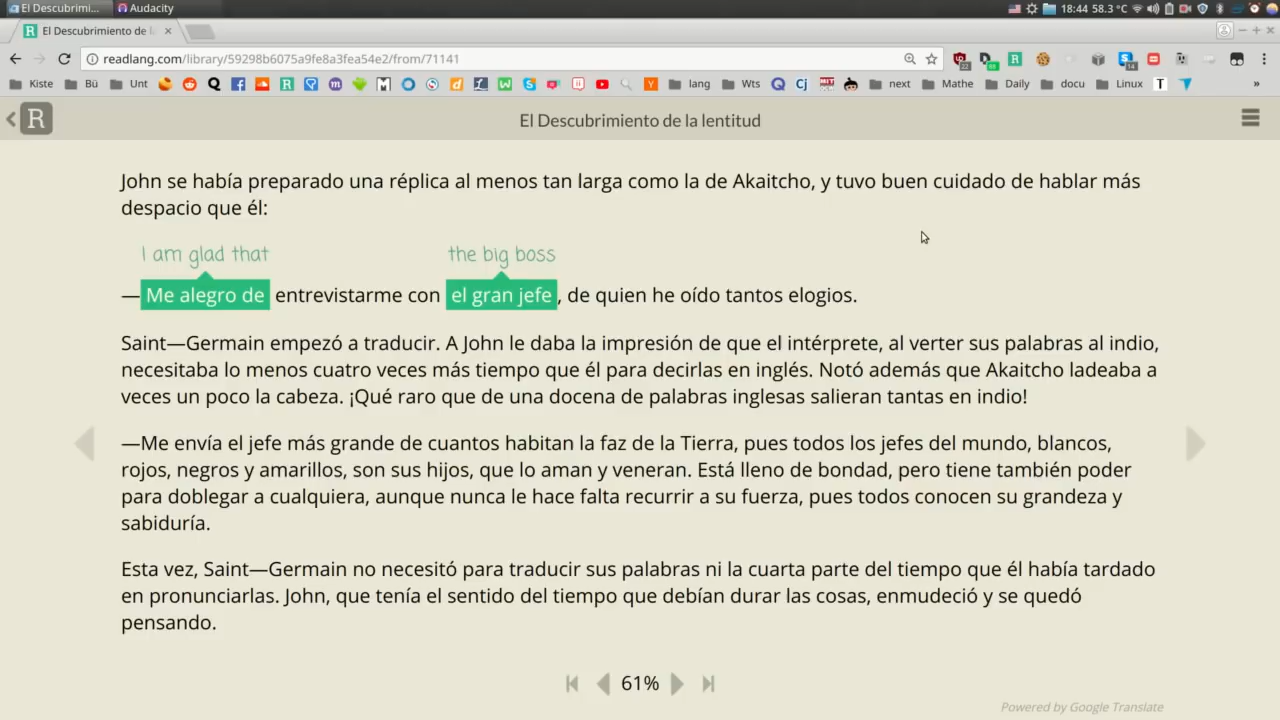 El Descubrimi...
Audacity
18:44 58.3 °C
El Descubrimiento de l
readlang.com/library/59298b6075a9fe8a3fea54e2/from/71141
Kiste Bü Unt lang Wts next Mathe Daily docu Linux »
R
El Descubrimiento de la lentitud
John se había preparado una réplica al menos tan larga como la de Akaitcho, y tuvo buen cuidado de hablar más
despacio que él:
I am glad that the big boss
—Me alegro de entrevistarme con el gran jefe, de quien he oído tantos elogios.
Saint—Germain empezó a traducir. A John le daba la impresión de que el intérprete, al verter sus palabras al indio,
necesitaba lo menos cuatro veces más tiempo que él para decirlas en inglés. Notó además que Akaitcho ladeaba a
veces un poco la cabeza. ¡Qué raro que de una docena de palabras inglesas salieran tantas en indio!
—Me envía el jefe más grande de cuantos habitan la faz de la Tierra, pues todos los jefes del mundo, blancos,
rojos, negros y amarillos, son sus hijos, que lo aman y veneran. Está lleno de bondad, pero tiene también poder
para doblegar a cualquiera, aunque nunca le hace falta recurrir a su fuerza, pues todos conocen su grandeza y
sabiduría.
Esta vez, Saint—Germain no necesitó para traducir sus palabras ni la cuarta parte del tiempo que él había tardado
en pronunciarlas. John, que tenía el sentido del tiempo que debían durar las cosas, enmudeció y se quedó
pensando.
61%
Powered by Google Translate